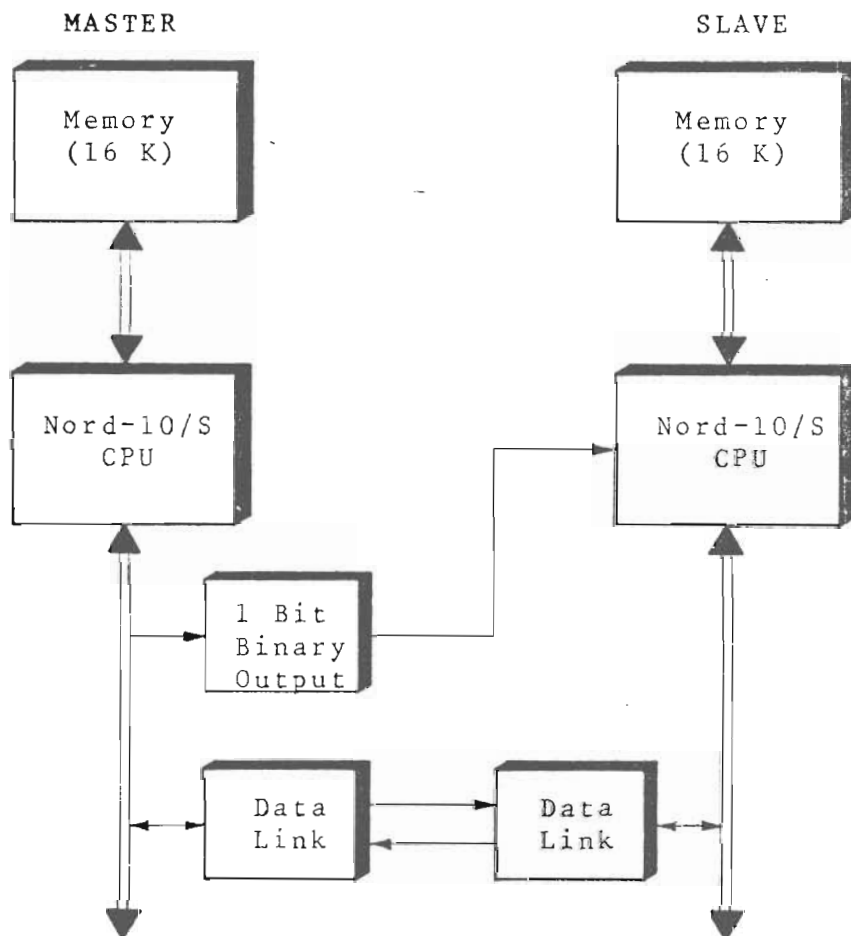 MASTER
SLAVE
Memory
(16 K)
Memory
(16 K)
Nord-10/S
CPU
Nord-10/S
CPU
1 Bit
Binary
Output
Data
Link
Data
Link